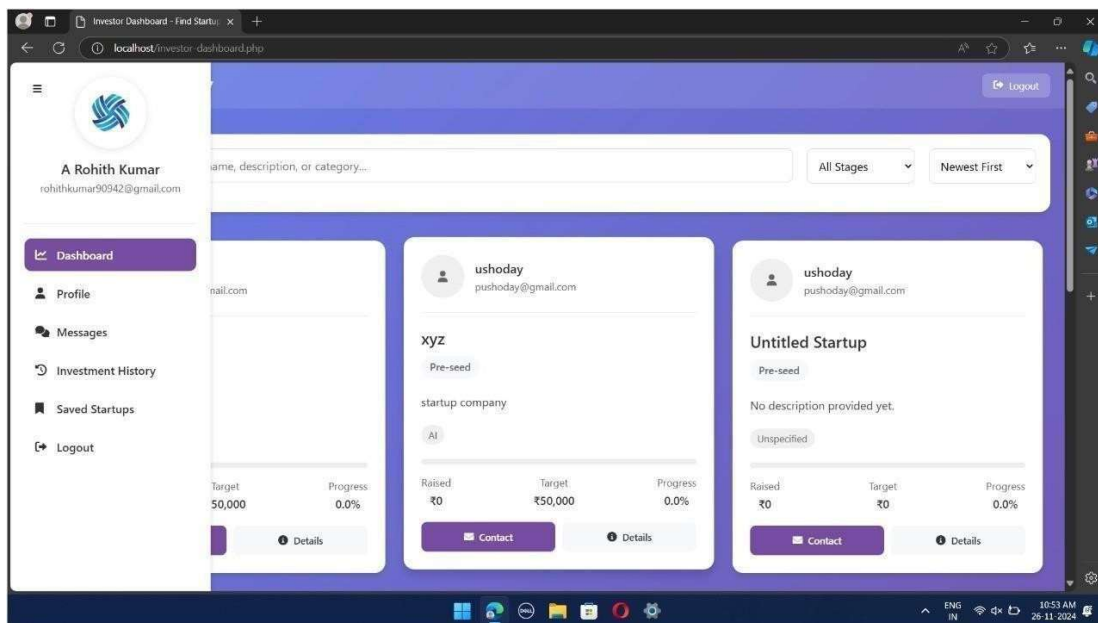 Investor Dashboard - Find Startu
localhost/investor-dashboard.php
Logout
A Rohith Kumar
rohithkumar90942@gmail.com
Dashboard
Profile
Messages
Investment History
Saved Startups
Logout
ame, description, or category...
All Stages
Newest First
mail.com
Target
Progress
50,000
0.0%
Details
ushoday
pushoday@gmail.com
xyz
Pre-seed
startup company
AI
Raised
Target
Progress
₹0
₹50,000
0.0%
Contact
Details
ushoday
pushoday@gmail.com
Untitled Startup
Pre-seed
No description provided yet.
Unspecified
Raised
Target
Progress
₹0
₹0
0.0%
Contact
Details
DELL
ENG
IN
10:53 AM
26-11-2024